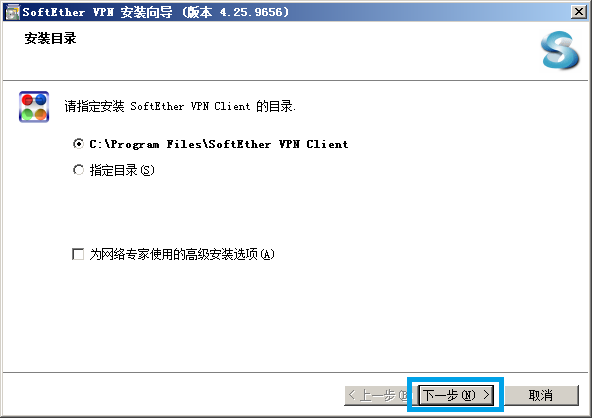 SoftEther VPN 安装向导 (版本 4.25.9656)
安装目录
请指定安装 SoftEther VPN Client 的目录.
C:\Program Files\SoftEther VPN Client
指定目录(S)
为网络专家使用的高级安装选项(A)
< 上一步(B 下一步(N) > 取消